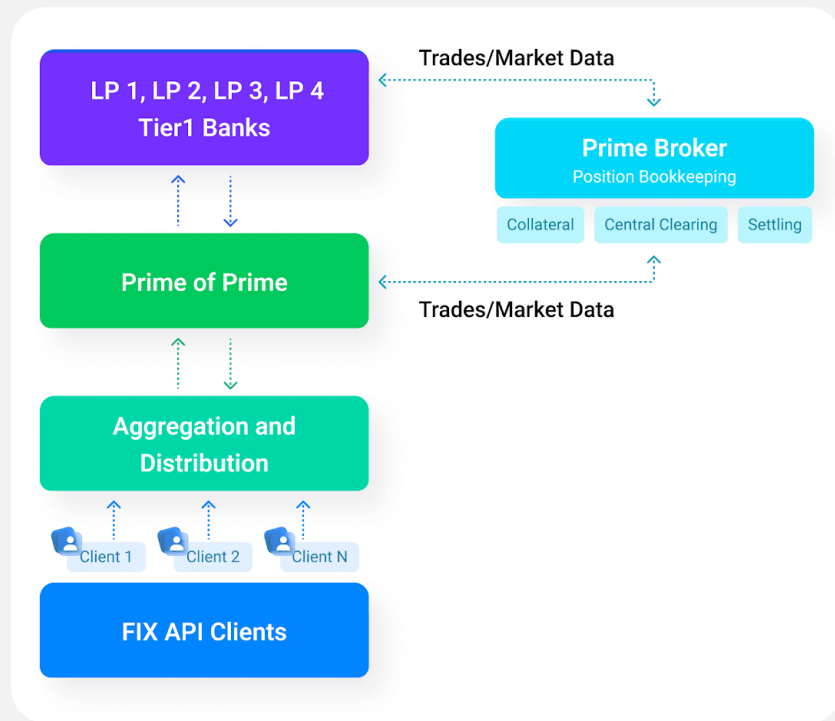 Trades/Market Data
LP 1, LP 2, LP 3, LP 4
Tier1 Banks
Prime Broker
Position Bookkeeping
Collateral
Central Clearing
Settling
Prime of Prime
Trades/Market Data
Aggregation and
Distribution
Client 1
Client 2
Client N
FIX API Clients